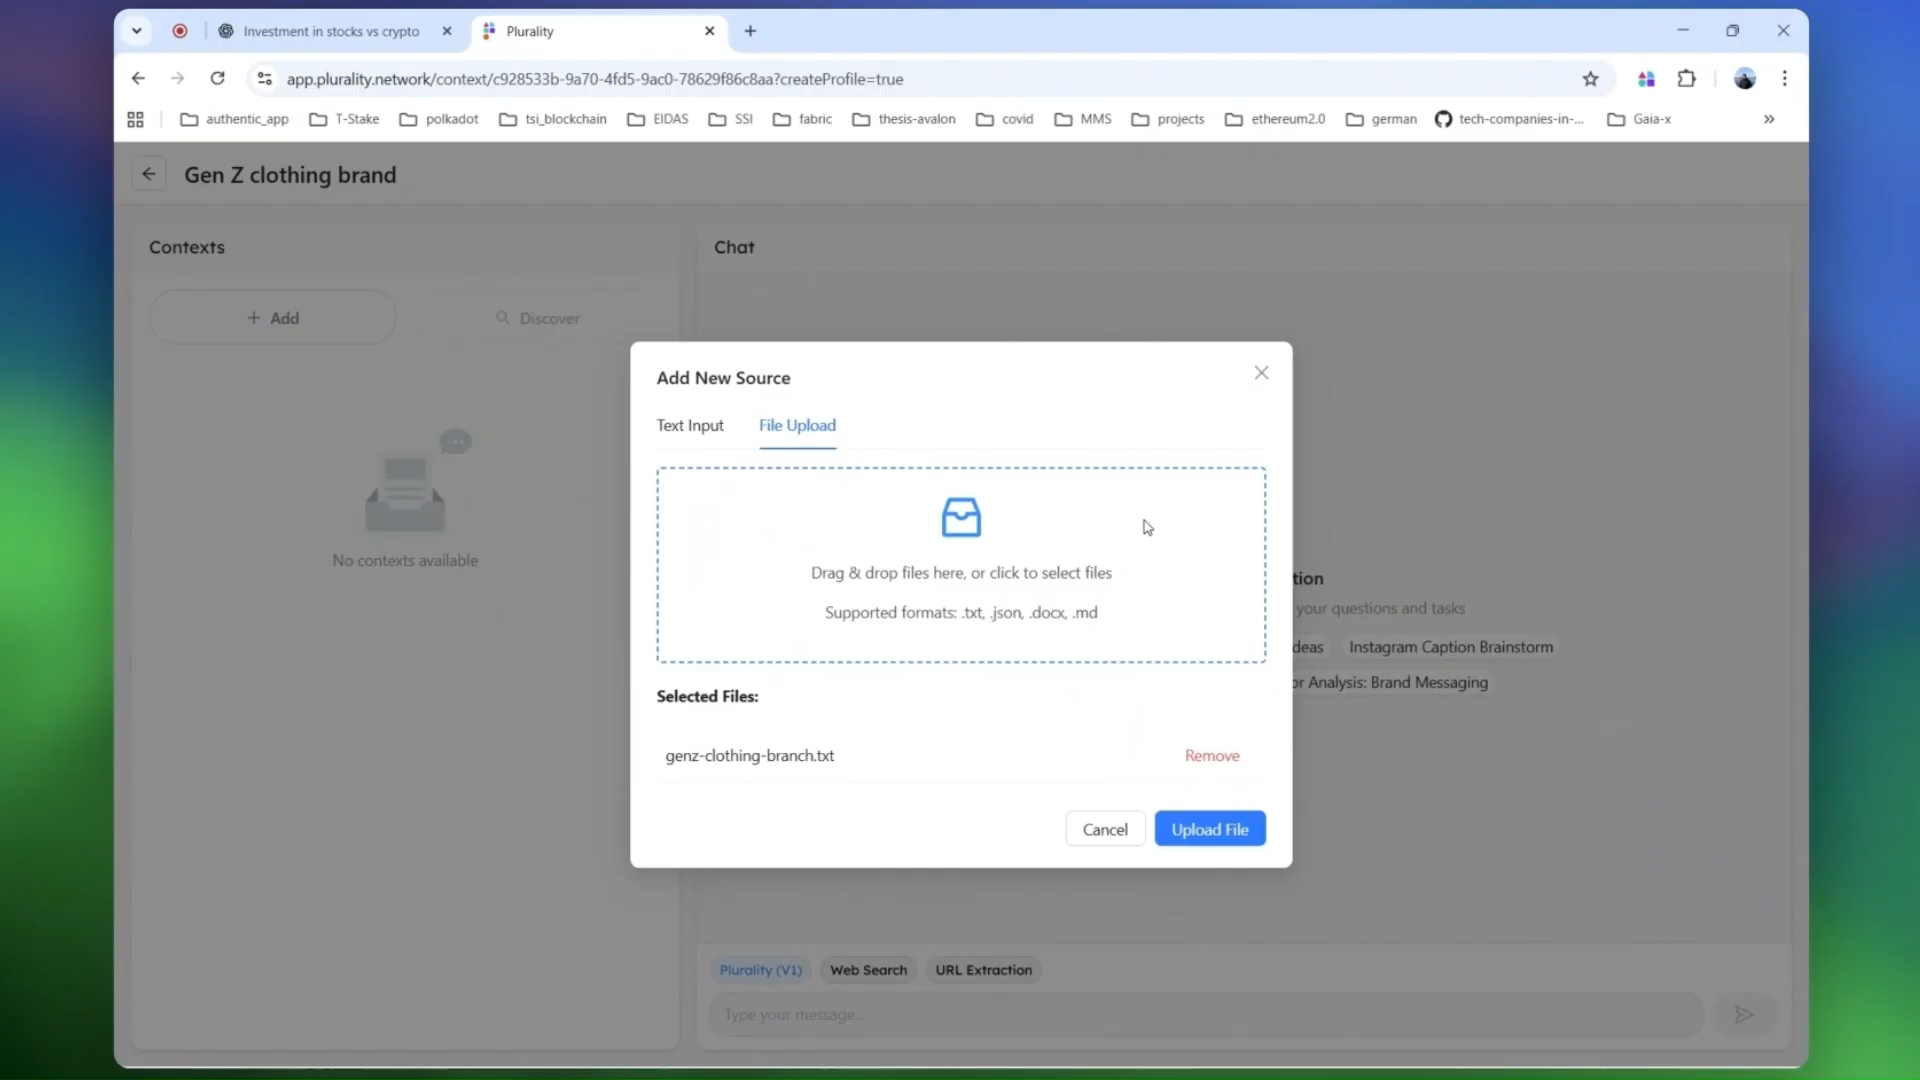 Investment in stocks vs crypto
Plurality
app.plurality.network/context/c928533b-9a70-4fd5-9ac0-78629f86c8aa?createProfile=true
authentic_app
T-Stake
polkadot
tsi_blockchain
EIDAS
SSI
fabric
thesis-avalon
covid
MMS
projects
ethereum2.0
german
tech-companies-in-...
Gaia-x
Gen Z clothing brand
Contexts
Chat
+ Add
Discover
No contexts available
Add New Source
Text Input
File Upload
Drag & drop files here, or click to select files
Supported formats: .txt, .json, .docx, .md
Selected Files:
genz-clothing-branch.txt
Remove
Cancel
Upload File
tion
your questions and tasks
deas
Instagram Caption Brainstorm
or Analysis: Brand Messaging
Plurality (V1)
Web Search
URL Extraction
Type your message...